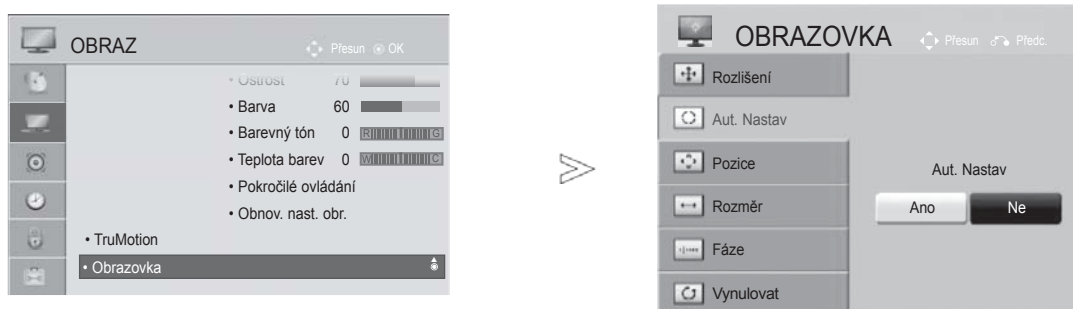 OBRAZ
Přesun OK
• Ostrost 70
• Barva 60
• Barevný tón 0 R G
• Teplota barev 0 W C
• Pokročilé ovládání
• Obnov. nast. obr.
• TruMotion
• Obrazovka
OBRAZOVKA
Přesun Předc.
Rozlišení
Aut. Nastav
Pozice
Rozměr
Fáze
Vynulovat
Aut. Nastav
Ano Ne